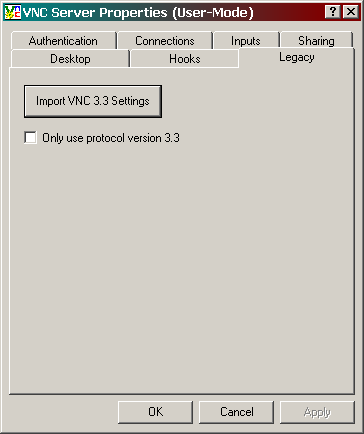 VNC Server Properties (User-Mode)
Authentication Connections Inputs Sharing
Desktop Hooks Legacy
Import VNC 3.3 Settings
Only use protocol version 3.3
OK Cancel Apply